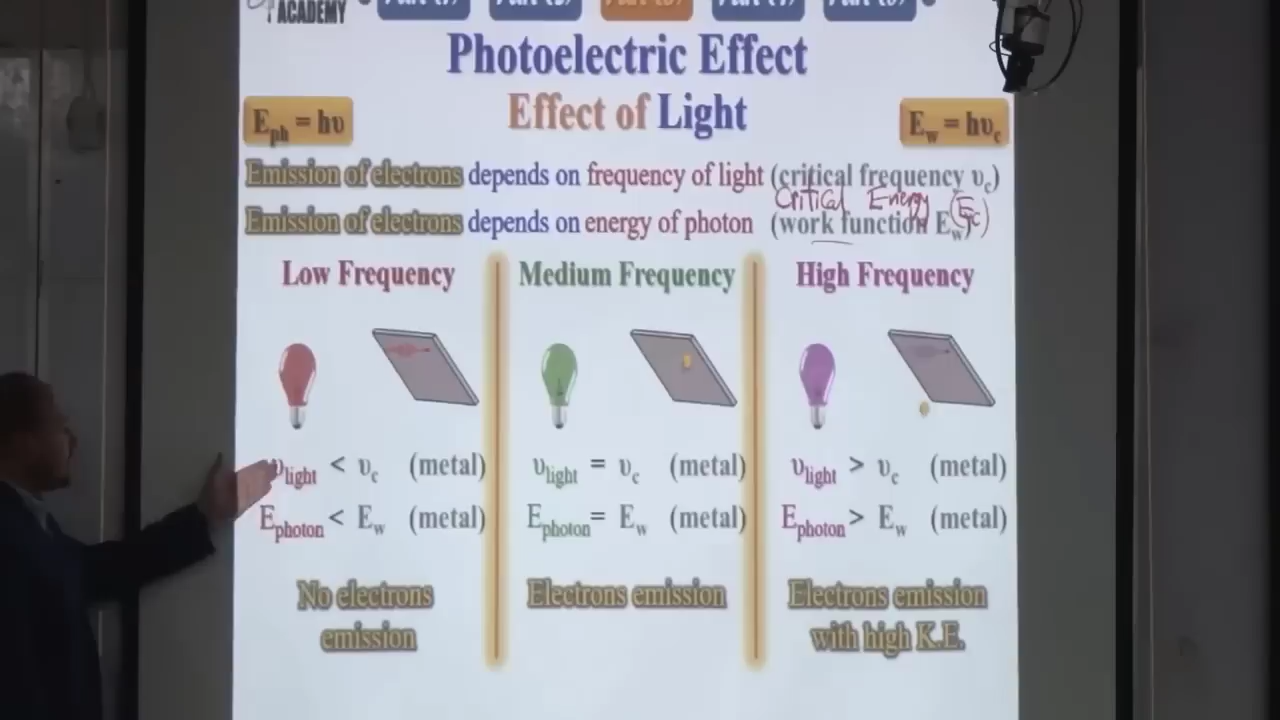 ACADEMY
Photoelectric Effect
Effect of Light
Eph = hυ
Ew = hυc
Emission of electrons depends on frequency of light (critical frequency υc)
Critical Energy (Ec)
Emission of electrons depends on energy of photon (work function Ew)
Low Frequency
Medium Frequency
High Frequency
υlight < υc (metal)
υlight = υc (metal)
υlight > υc (metal)
Ephoton < Ew (metal)
Ephoton = Ew (metal)
Ephoton > Ew (metal)
No electrons
emission
Electrons emission
Electrons emission
with high K.E.